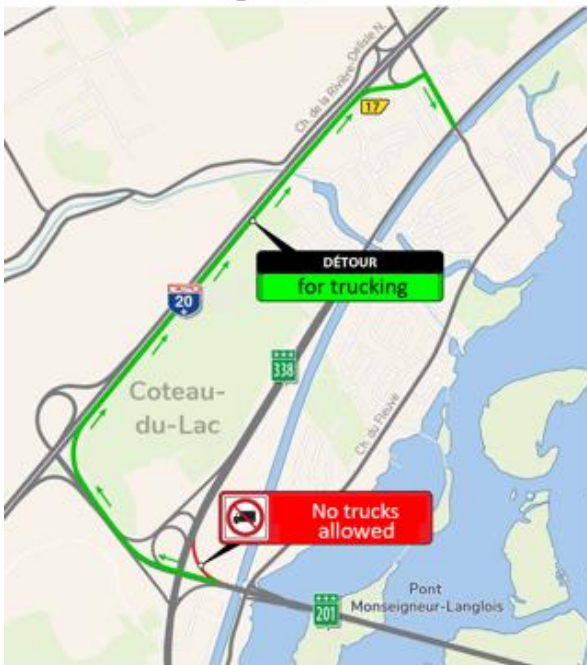 Ch. de la Rivière-Delisle N.
17
DÉTOUR
for trucking
20
338
Coteau-
du-Lac
Ch. du Fleuve
No trucks
allowed
201
Pont
Monseigneur-Langlois